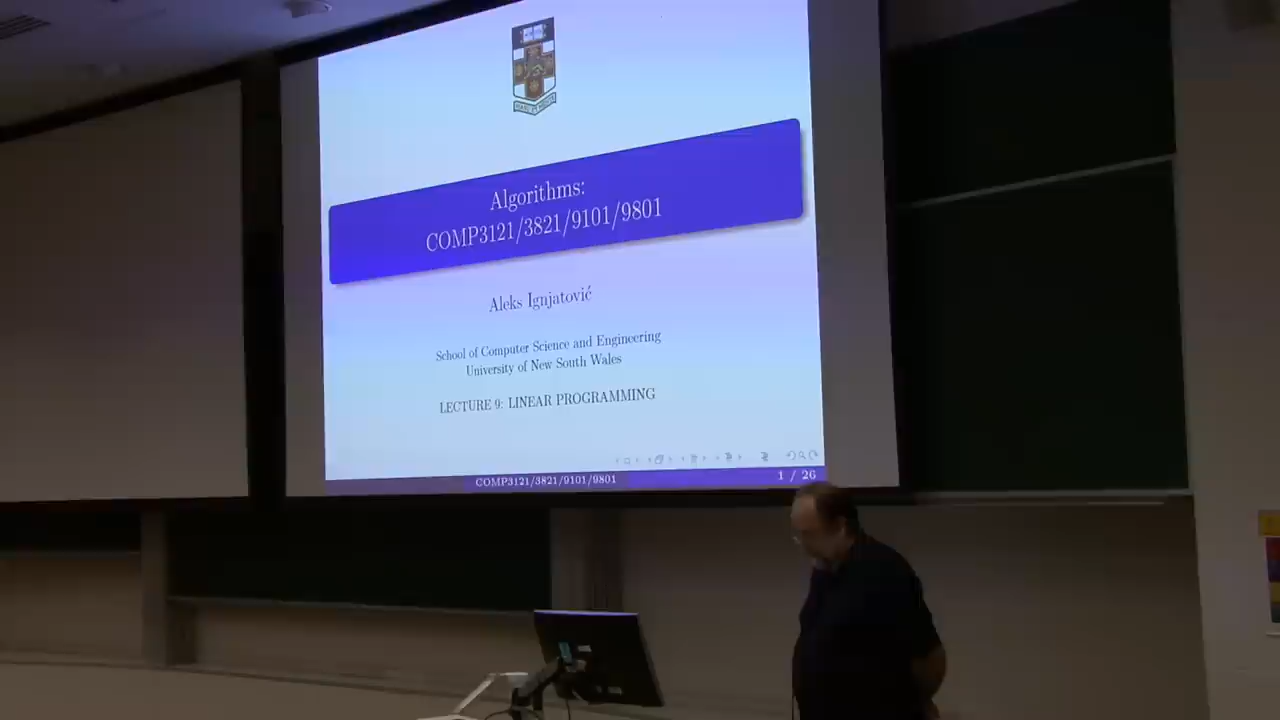 Algorithms:
COMP3121/3821/9101/9801
Aleks Ignjatović
School of Computer Science and Engineering
University of New South Wales
LECTURE 9: LINEAR PROGRAMMING
COMP3121/3821/9101/9801
1 / 26